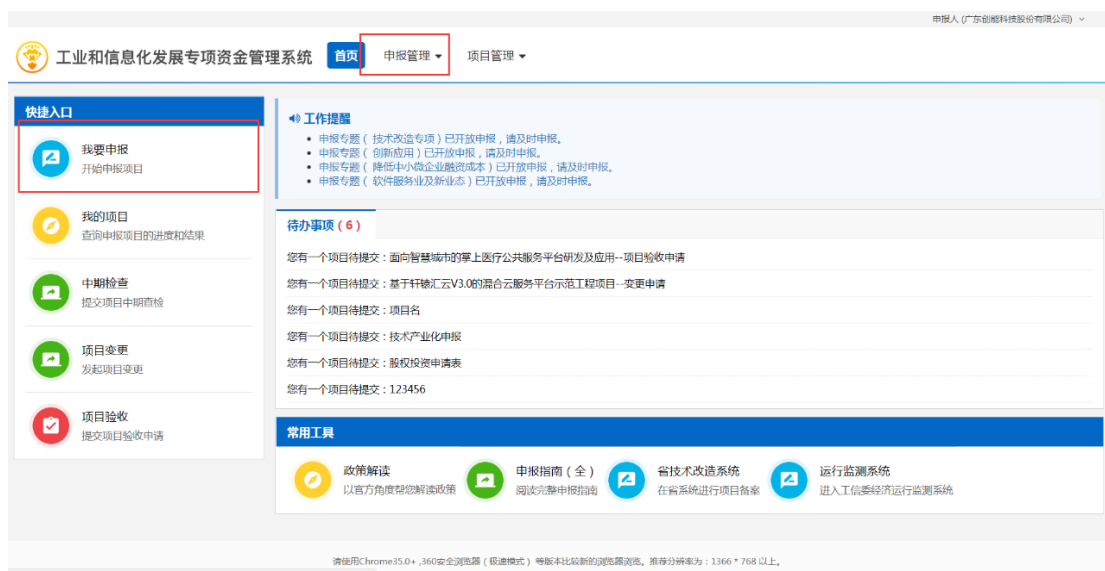 申报人 (广东创能科技股份有限公司)
工业和信息化发展专项资金管理系统 首页 申报管理 项目管理
快捷入口
我要申报
开始申报项目
我的项目
查询申报项目的进度和结果
中期检查
提交项目中期查检
项目变更
发起项目变更
项目验收
提交项目验收申请
工作提醒
申报专题 ( 技术改造专项 ) 已开放申报，请及时申报。
申报专题 ( 创新应用 ) 已开放申报，请及时申报。
申报专题 ( 降低中小微企业融资成本 ) 已开放申报，请及时申报。
申报专题 ( 软件服务业及新业态 ) 已开放申报，请及时申报。
待办事项 ( 6 )
您有一个项目待提交：面向智慧城市的掌上医疗公共服务平台研发及应用--项目验收申请
您有一个项目待提交：基于轩辕汇云V3.0的混合云服务平台示范工程项目--变更申请
您有一个项目待提交：项目名
您有一个项目待提交：技术产业化申报
您有一个项目待提交：股权投资申请表
您有一个项目待提交：123456
常用工具
政策解读
以官方角度帮您解读政策
申报指南 ( 全 )
阅读完整申报指南
省技术改造系统
在省系统进行项目备案
运行监测系统
进入工信委经济运行监测系统
请使用Chrome35.0+ ,360安全浏览器 ( 极速模式 ) 等版本比较新的浏览器浏览。推荐分辨率为：1366 * 768 以上。